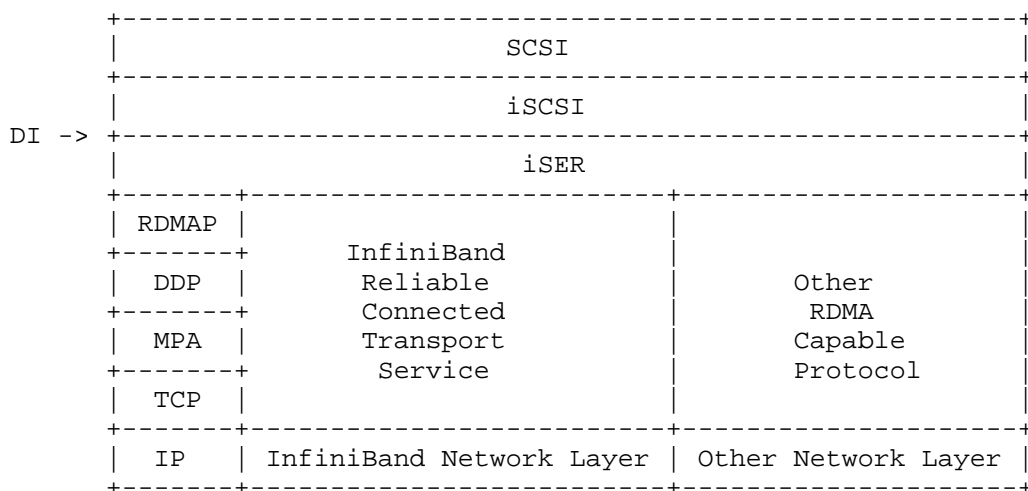 SCSI
iSCSI
DI ->
iSER
RDMAP
InfiniBand
DDP Reliable Other
Connected RDMA
MPA Transport Capable
Service Protocol
TCP
IP InfiniBand Network Layer Other Network Layer